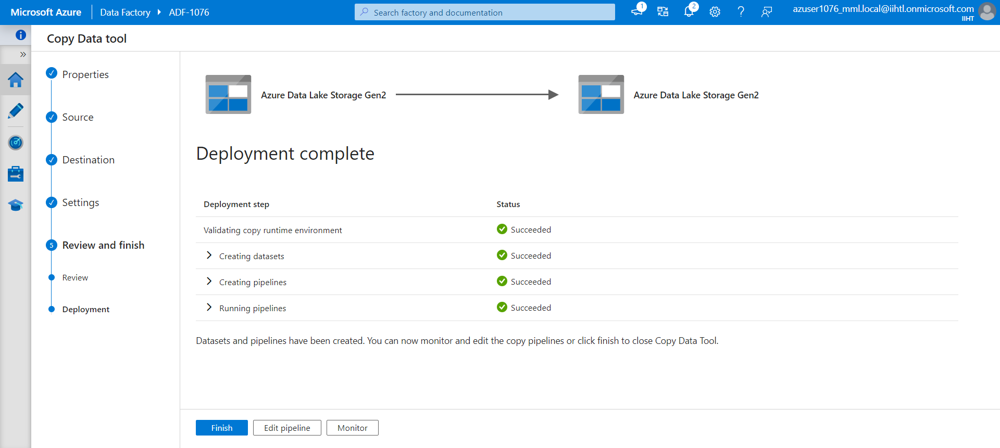 Microsoft Azure
Data Factory
ADF-1076
Search factory and documentation
1
2
azuser1076_mml.local@iihtl.onmicrosoft.com
IIHT
Copy Data tool
Properties
Source
Destination
Settings
5
Review and finish
Review
Deployment
Azure Data Lake Storage Gen2
Azure Data Lake Storage Gen2
Deployment complete
Deployment step Status
Validating copy runtime environment Succeeded
Creating datasets Succeeded
Creating pipelines Succeeded
Running pipelines Succeeded
Datasets and pipelines have been created. You can now monitor and edit the copy pipelines or click finish to close Copy Data Tool.
Finish
Edit pipeline
Monitor